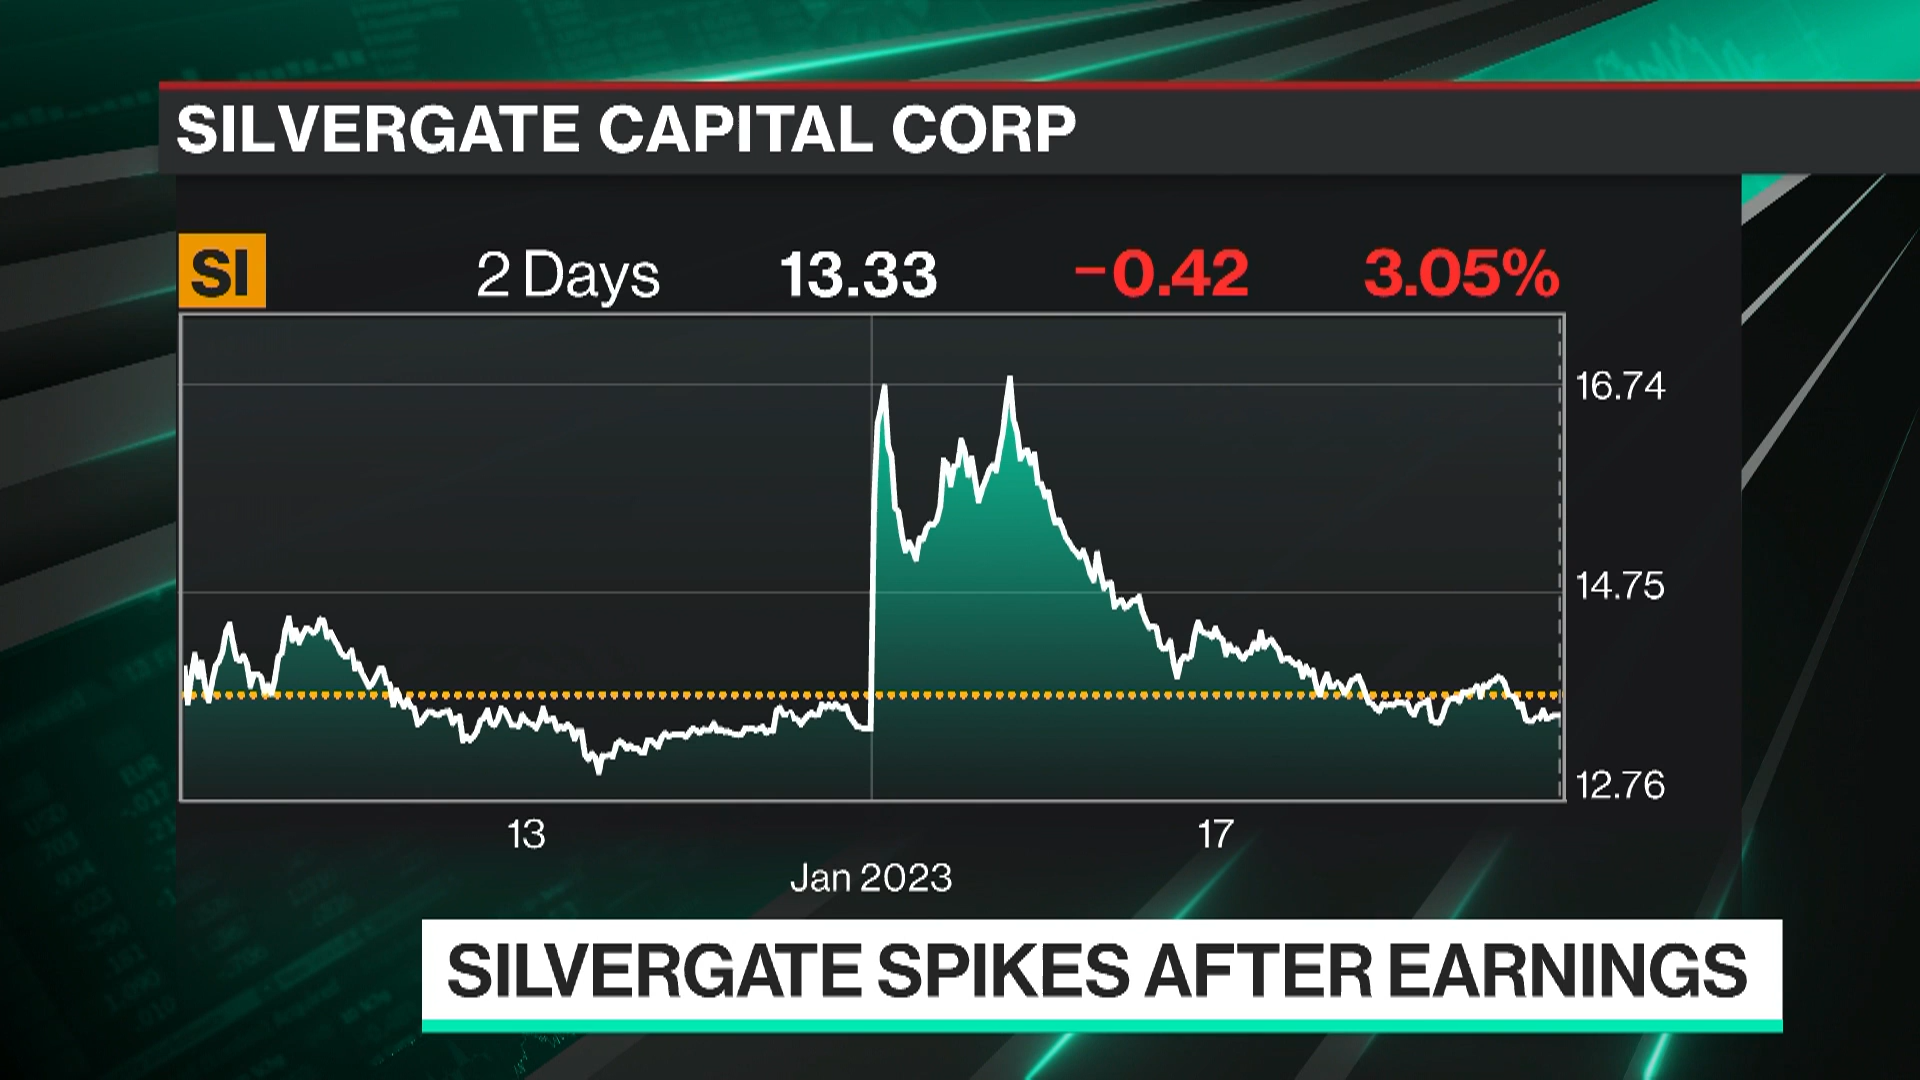 SILVERGATE CAPITAL CORP
SI 2 Days 13.33 −0.42 3.05%
16.74
14.75
12.76
13 17
Jan 2023
SILVERGATE SPIKES AFTER EARNINGS